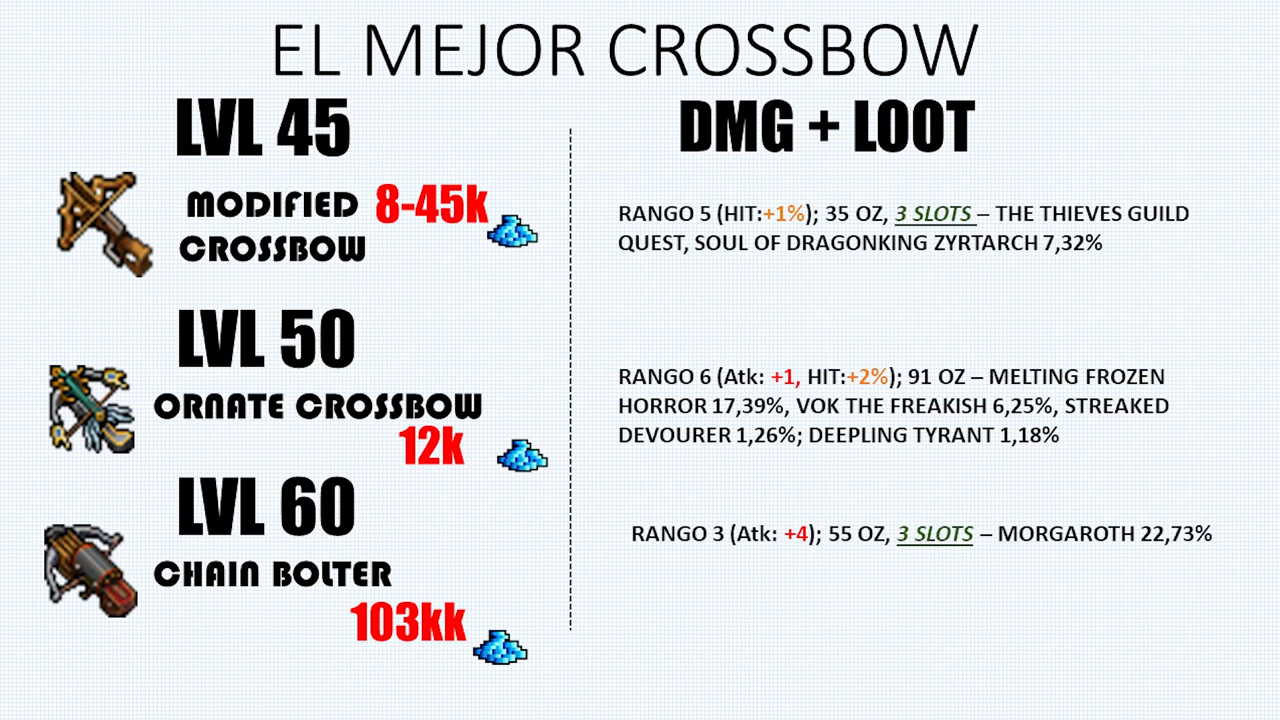 EL MEJOR CROSSBOW
LVL 45
MODIFIED 8-45k
CROSSBOW
LVL 50
ORNATE CROSSBOW
12k
LVL 60
CHAIN BOLTER
103kk
DMG + LOOT
RANGO 5 (HIT:+1%); 35 OZ, 3 SLOTS – THE THIEVES GUILD
QUEST, SOUL OF DRAGONKING ZYRTARCH 7,32%
RANGO 6 (Atk: +1, HIT:+2%); 91 OZ – MELTING FROZEN
HORROR 17,39%, VOK THE FREAKISH 6,25%, STREAKED
DEVOURER 1,26%; DEEPLING TYRANT 1,18%
RANGO 3 (Atk: +4); 55 OZ, 3 SLOTS – MORGAROTH 22,73%